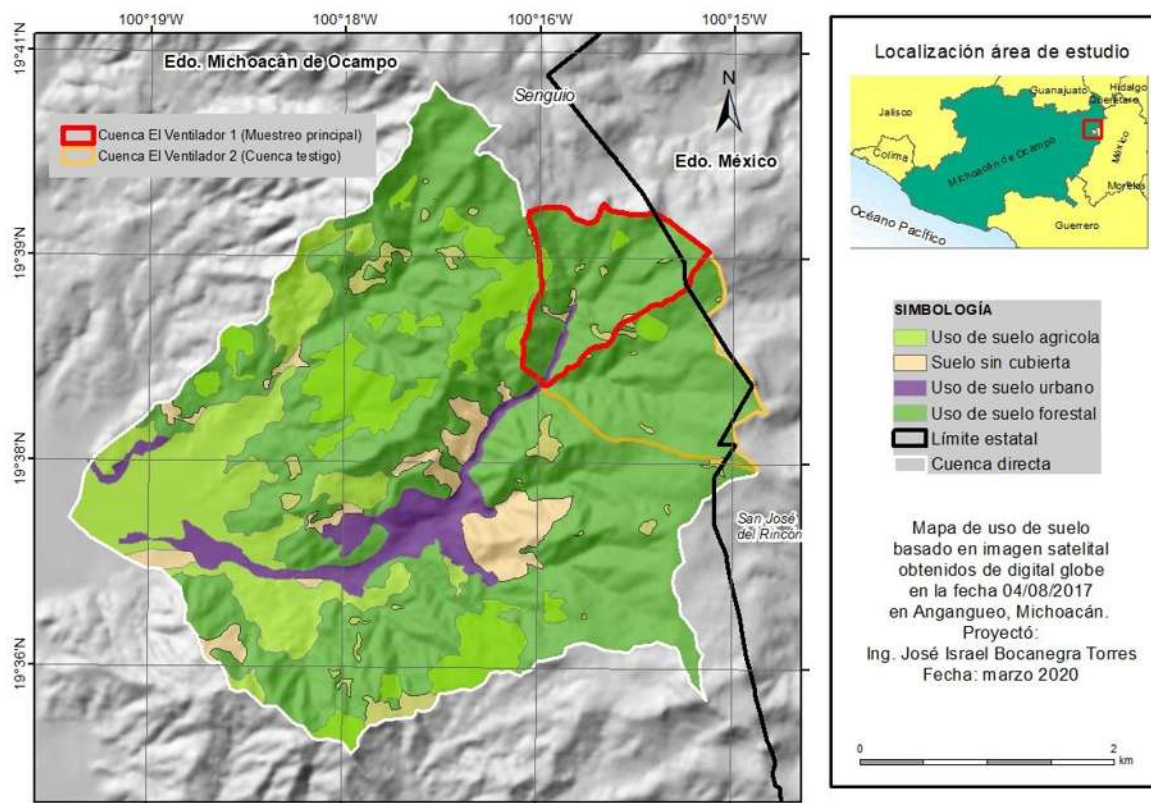 100°19'W
100°18'W
100°16'W
100°15'W
19°41'N
19°39'N
19°38'N
19°36'N
Edo. Michoacán de Ocampo
Senguio
N
Edo. México
Cuenca El Ventilador 1 (Muestreo principal)
Cuenca El Ventilador 2 (Cuenca testigo)
San José
del Rincón
Localización área de estudio
Guanajuato
Hidalgo
Querétaro
Jalisco
México
Colima
Michoacán de Ocampo
Morelos
Océano Pacífico
Guerrero
SIMBOLOGÍA
Uso de suelo agricola
Suelo sin cubierta
Uso de suelo urbano
Uso de suelo forestal
Límite estatal
Cuenca directa
Mapa de uso de suelo
basado en imagen satelital
obtenidos de digital globe
en la fecha 04/08/2017
en Angangueo, Michoacán.
Proyectó:
Ing. José Israel Bocanegra Torres
Fecha: marzo 2020
0
2
km